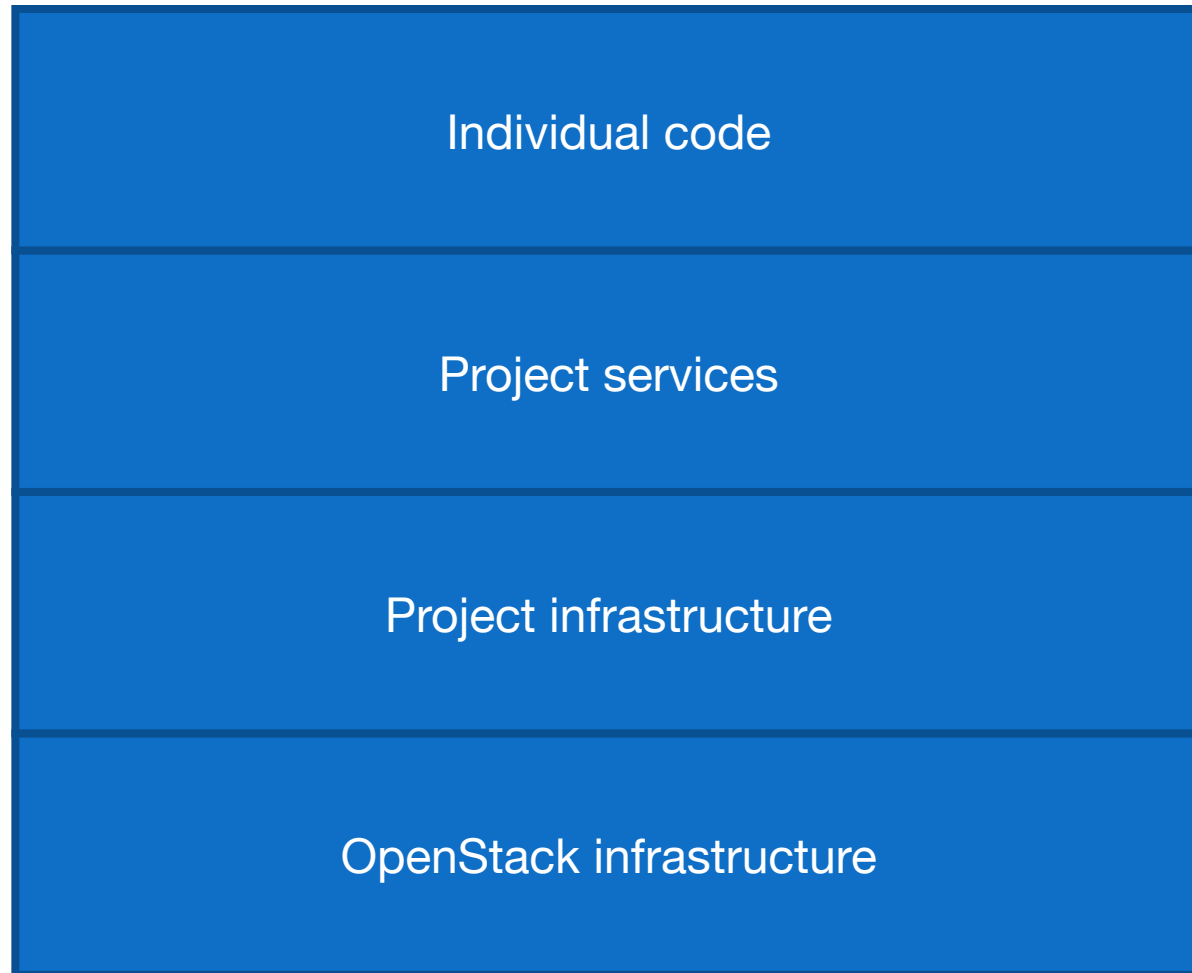 Individual code
Project services
Project infrastructure
OpenStack infrastructure